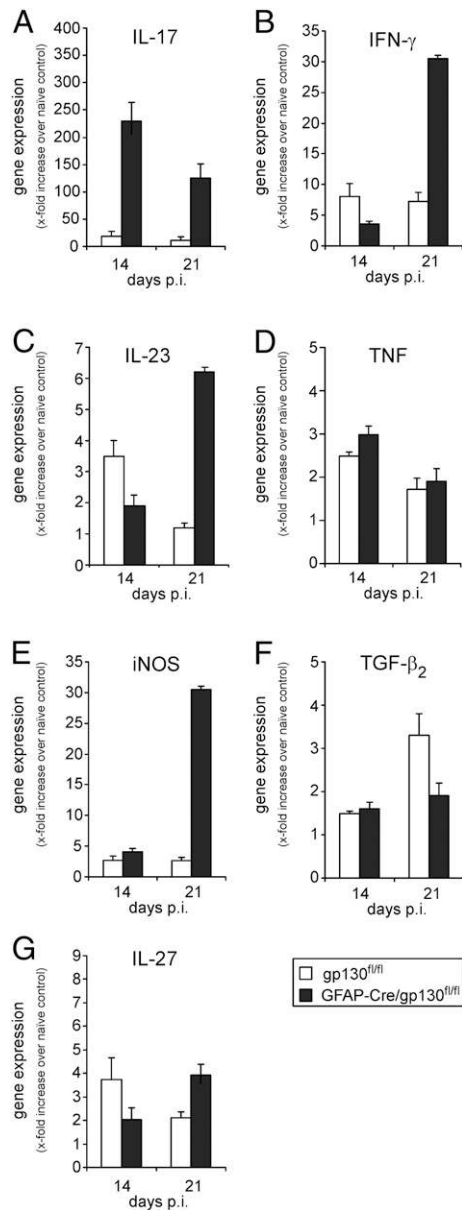 A
IL-17
gene expression
(x-fold increase over naïve control)
400
350
300
250
200
150
100
50
0
14 21
days p.i.
B
IFN-γ
gene expression
(x-fold increase over naïve control)
35
30
25
20
15
10
5
0
14 21
days p.i.
C
IL-23
gene expression
(x-fold increase over naïve control)
7
6
5
4
3
2
1
0
14 21
days p.i.
D
TNF
gene expression
(x-fold increase over naïve control)
5
4
3
2
1
0
14 21
days p.i.
E
iNOS
gene expression
(x-fold increase over naïve control)
35
30
25
20
15
10
5
0
14 21
days p.i.
F
TGF-β₂
gene expression
(x-fold increase over naïve control)
5
4
3
2
1
0
14 21
days p.i.
G
IL-27
gene expression
(x-fold increase over naïve control)
9
8
7
6
5
4
3
2
1
0
14 21
days p.i.
gp130fl/fl
GFAP-Cre/gp130fl/fl